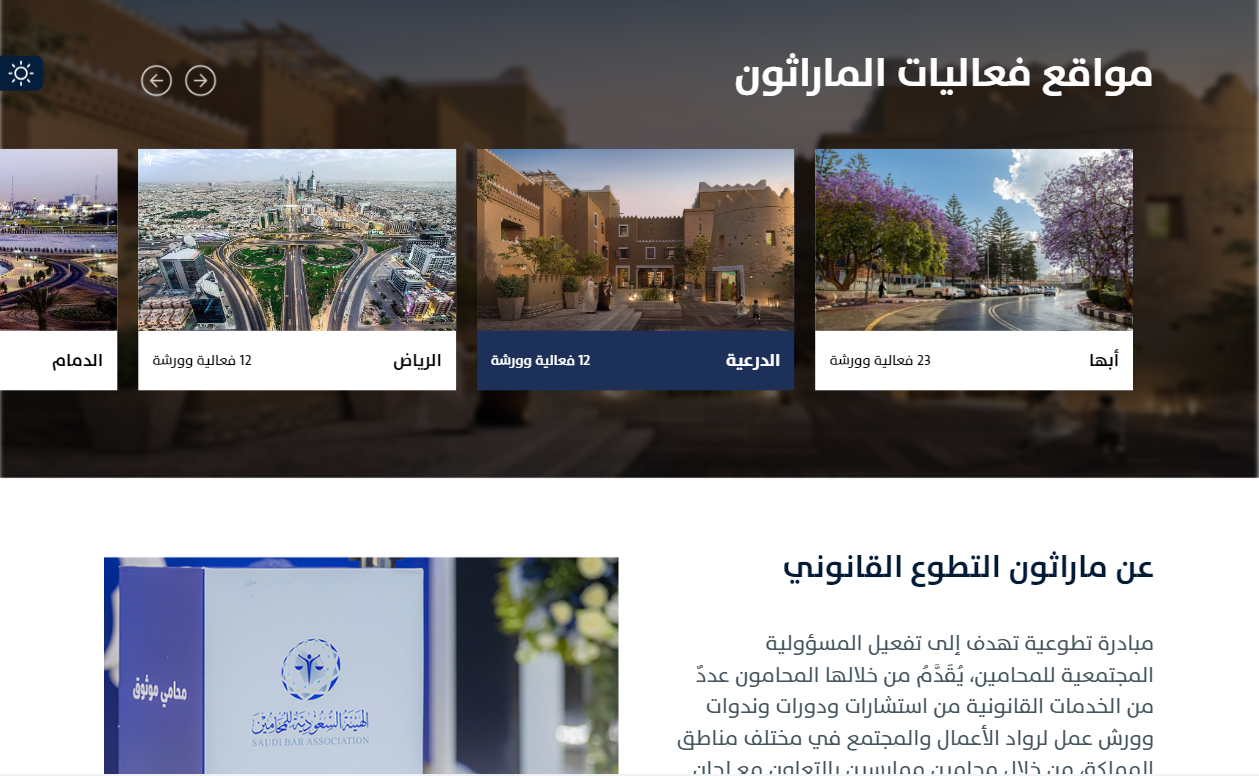 مواقع فعاليات الماراثون
أبها
23 فعالية وورشة
الدرعية
12 فعالية وورشة
الرياض
12 فعالية وورشة
الدمام
عن ماراثون التطوع القانوني
مبادرة تطوعية تهدف إلى تفعيل المسؤولية
المجتمعية للمحامين، يُقَدَّمُ من خلالها المحامون عددٌ
من الخدمات القانونية من استشارات ودورات وندوات
وورش عمل لرواد الأعمال والمجتمع في مختلف مناطق
المملكة، من خلال محامين ممارسين بالتعاون مع لجان
محامي موثوق
الهيئة السعودية للمحامين
SAUDI BAR ASSOCIATION